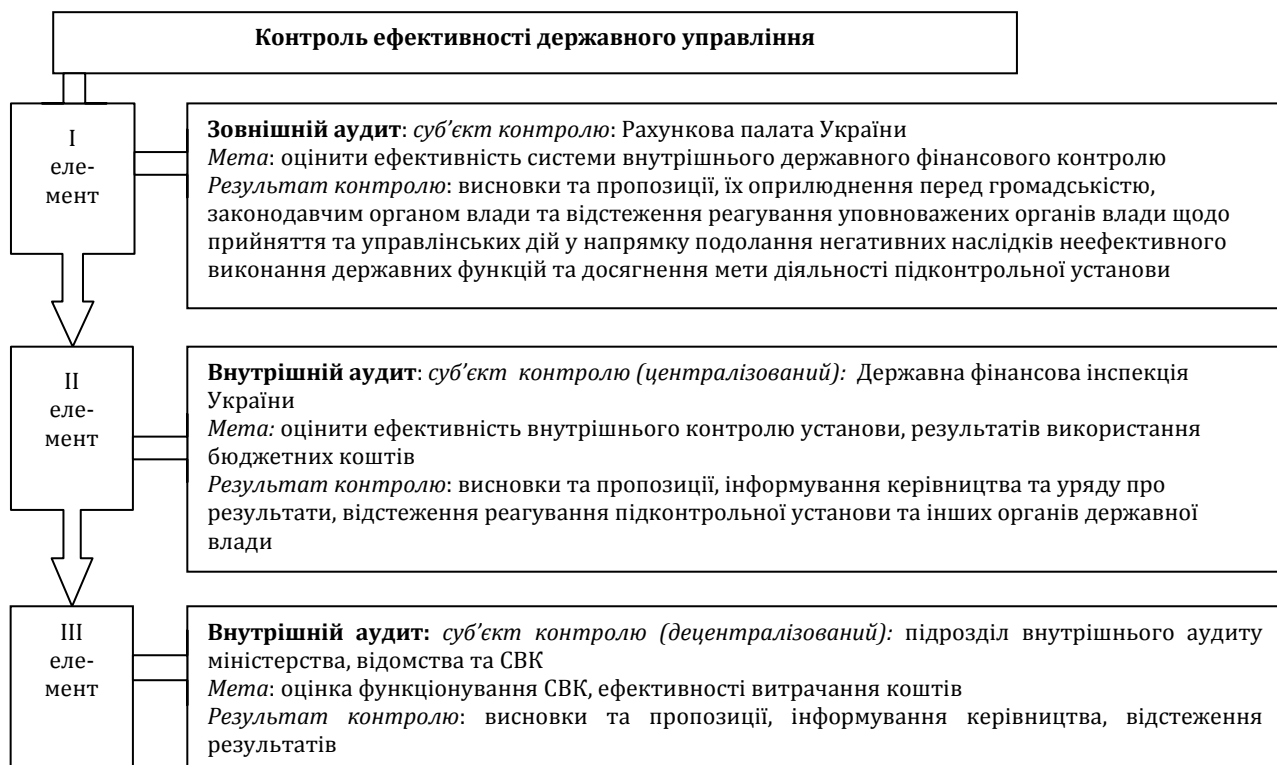 Контроль ефективності державного управління
I
еле-
мент
Зовнішній аудит: суб’єкт контролю: Рахункова палата України
Мета: оцінити ефективність системи внутрішнього державного фінансового контролю
Результат контролю: висновки та пропозиції, їх оприлюднення перед громадськістю,
законодавчим органом влади та відстеження реагування уповноважених органів влади щодо
прийняття та управлінських дій у напрямку подолання негативних наслідків неефективного
виконання державних функцій та досягнення мети діяльності підконтрольної установи
II
еле-
мент
Внутрішній аудит: суб’єкт контролю (централізований): Державна фінансова інспекція
України
Мета: оцінити ефективність внутрішнього контролю установи, результатів використання
бюджетних коштів
Результат контролю: висновки та пропозиції, інформування керівництва та уряду про
результати, відстеження реагування підконтрольної установи та інших органів державної
влади
III
еле-
мент
Внутрішній аудит: суб’єкт контролю (децентралізований): підрозділ внутрішнього аудиту
міністерства, відомства та СВК
Мета: оцінка функціонування СВК, ефективності витрачання коштів
Результат контролю: висновки та пропозиції, інформування керівництва, відстеження
результатів